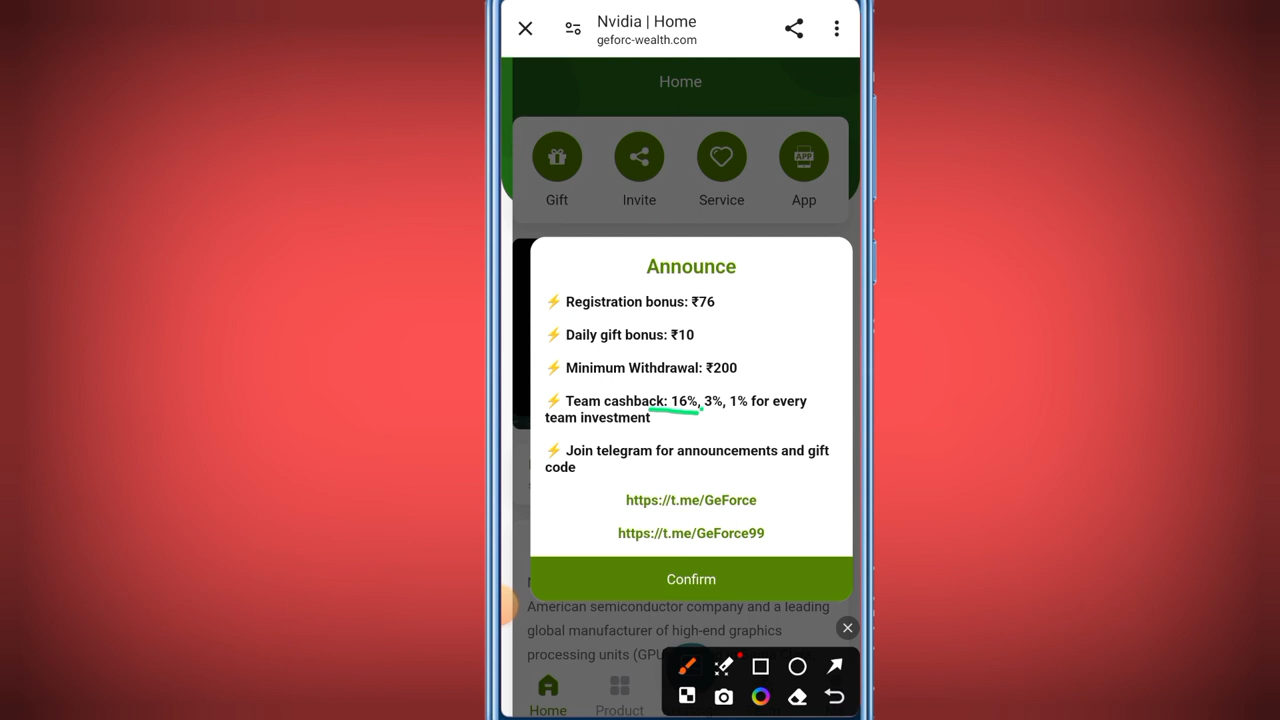 Nvidia | Home
geforc-wealth.com
Home
Gift
Invite
Service
App
APP
Announce
⚡ Registration bonus: ₹76
⚡ Daily gift bonus: ₹10
⚡ Minimum Withdrawal: ₹200
⚡ Team cashback: 16%, 3%, 1% for every
team investment
⚡ Join telegram for announcements and gift
code
https://t.me/GeForce
https://t.me/GeForce99
Confirm
American semiconductor company and a leading
global manufacturer of high-end graphics
processing units (GPU
Home
Product